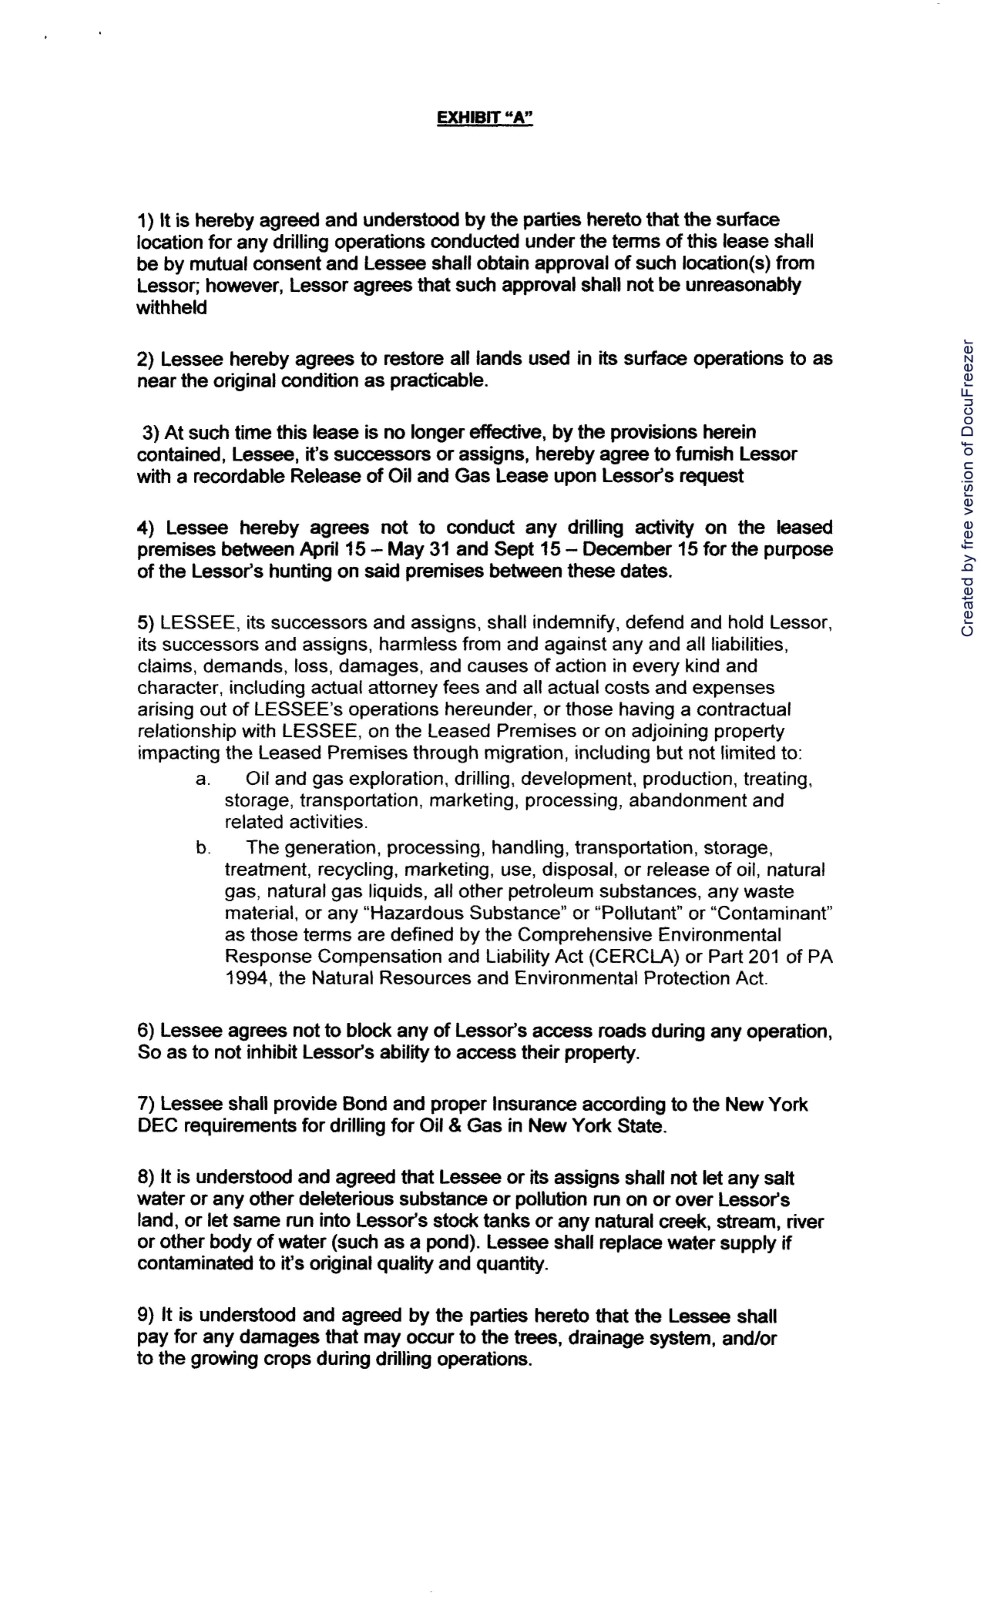 EXHIBIT “A”
1) It is hereby agreed and understood by the parties hereto that the surface
location for any drilling operations conducted under the terms of this lease shall
be by mutual consent and Lessee shall obtain approval of such location(s) from
Lessor; however, Lessor agrees that such approval shall not be unreasonably
withheld
2) Lessee hereby agrees to restore all lands used in its surface operations to as
near the original condition as practicable.
3) At such time this lease is no longer effective, by the provisions herein
contained, Lessee, it’s successors or assigns, hereby agree to furnish Lessor
with a recordable Release of Oil and Gas Lease upon Lessor’s request
4) Lessee hereby agrees not to conduct any drilling activity on the leased
premises between April 15 – May 31 and Sept 15 – December 15 for the purpose
of the Lessor’s hunting on said premises between these dates.
5) LESSEE, its successors and assigns, shall indemnify, defend and hold Lessor,
its successors and assigns, harmless from and against any and all liabilities,
claims, demands, loss, damages, and causes of action in every kind and
character, including actual attorney fees and all actual costs and expenses
arising out of LESSEE’s operations hereunder, or those having a contractual
relationship with LESSEE, on the Leased Premises or on adjoining property
impacting the Leased Premises through migration, including but not limited to:
a. Oil and gas exploration, drilling, development, production, treating,
storage, transportation, marketing, processing, abandonment and
related activities.
b. The generation, processing, handling, transportation, storage,
treatment, recycling, marketing, use, disposal, or release of oil, natural
gas, natural gas liquids, all other petroleum substances, any waste
material, or any “Hazardous Substance” or “Pollutant” or “Contaminant”
as those terms are defined by the Comprehensive Environmental
Response Compensation and Liability Act (CERCLA) or Part 201 of PA
1994, the Natural Resources and Environmental Protection Act.
6) Lessee agrees not to block any of Lessor’s access roads during any operation,
So as to not inhibit Lessor’s ability to access their property.
7) Lessee shall provide Bond and proper Insurance according to the New York
DEC requirements for drilling for Oil & Gas in New York State.
8) It is understood and agreed that Lessee or its assigns shall not let any salt
water or any other deleterious substance or pollution run on or over Lessor’s
land, or let same run into Lessor’s stock tanks or any natural creek, stream, river
or other body of water (such as a pond). Lessee shall replace water supply if
contaminated to it’s original quality and quantity.
9) It is understood and agreed by the parties hereto that the Lessee shall
pay for any damages that may occur to the trees, drainage system, and/or
to the growing crops during drilling operations.
Created by free version of DocuFreezer